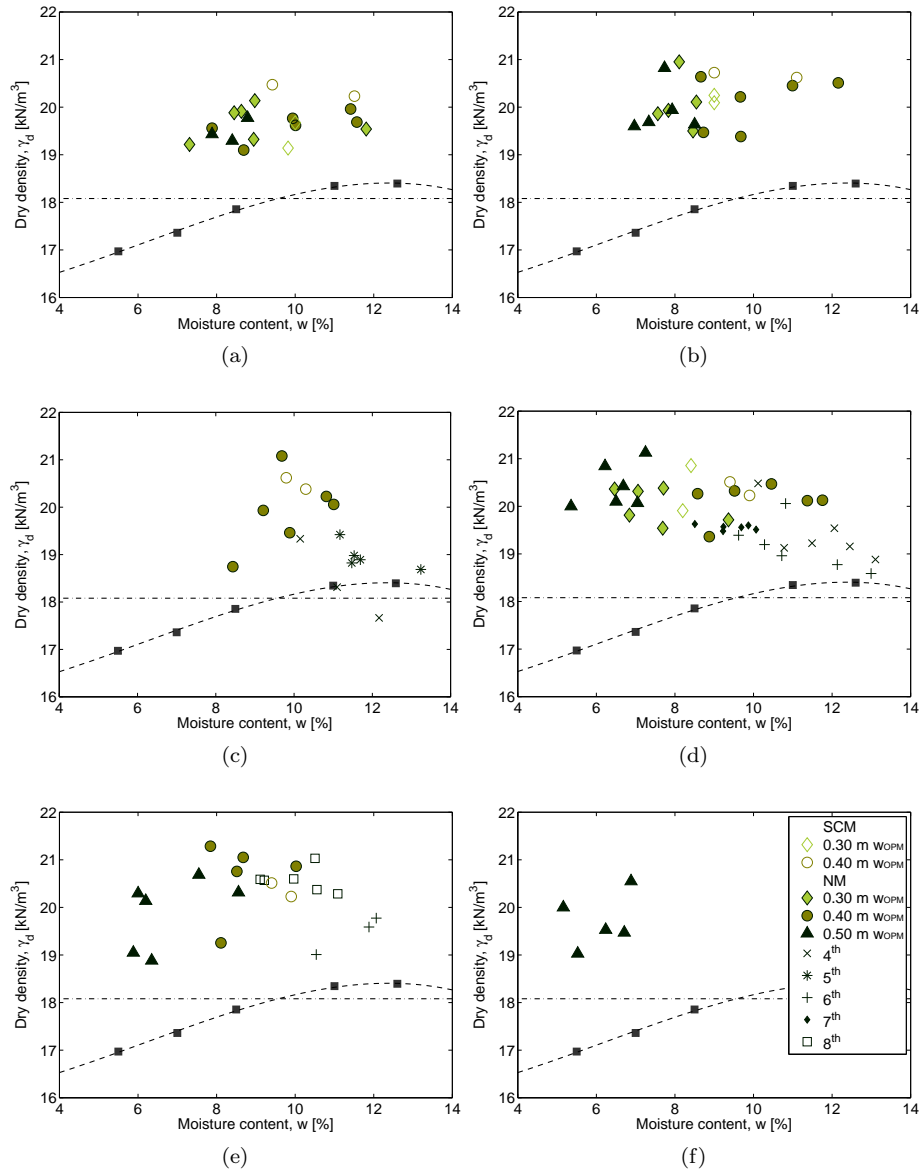 22
21
20
19
18
17
16
4 6 8 10 12 14
Dry density, γd [kN/m³]
Moisture content, w [%]
(a)
22
21
20
19
18
17
16
4 6 8 10 12 14
Dry density, γd [kN/m³]
Moisture content, w [%]
(b)
22
21
20
19
18
17
16
4 6 8 10 12 14
Dry density, γd [kN/m³]
Moisture content, w [%]
(c)
22
21
20
19
18
17
16
4 6 8 10 12 14
Dry density, γd [kN/m³]
Moisture content, w [%]
(d)
22
21
20
19
18
17
16
4 6 8 10 12 14
Dry density, γd [kN/m³]
Moisture content, w [%]
(e)
22
21
20
19
18
17
16
4 6 8 10 12 14
Dry density, γd [kN/m³]
Moisture content, w [%]
SCM
0.30 m wOPM
0.40 m wOPM
NM
0.30 m wOPM
0.40 m wOPM
0.50 m wOPM
4th
5th
6th
7th
8th
(f)